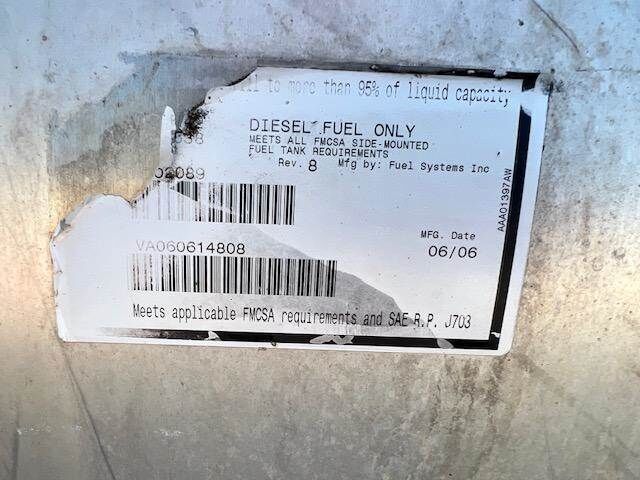 to more than 95% of liquid capacity,
DIESEL FUEL ONLY
MEETS ALL FMCSA SIDE-MOUNTED
FUEL TANK REQUIREMENTS
Rev. 8 Mfg by: Fuel Systems Inc
02089
VA060614808
MFG. Date
06/06
AAA01397AW
Meets applicable FMCSA requirements and SAE R.P. J703